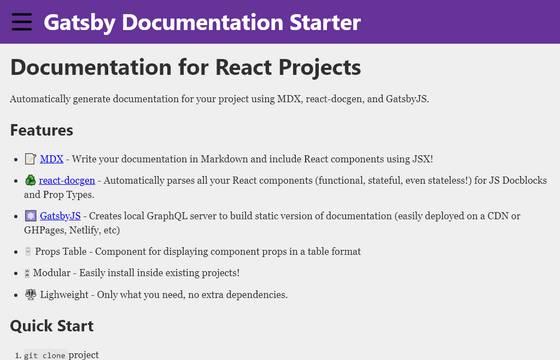 Gatsby Documentation Starter
Documentation for React Projects
Automatically generate documentation for your project using MDX, react-docgen, and GatsbyJS.
Features
MDX - Write your documentation in Markdown and include React components using JSX!
react-docgen - Automatically parses all your React components (functional, stateful, even stateless!) for JS Docblocks
and Prop Types.
GatsbyJS - Creates local GraphQL server to build static version of documentation (easily deployed on a CDN or
GHPages, Netlify, etc)
Props Table - Component for displaying component props in a table format
Modular - Easily install inside existing projects!
Lighweight - Only what you need, no extra dependencies.
Quick Start
1. git clone project